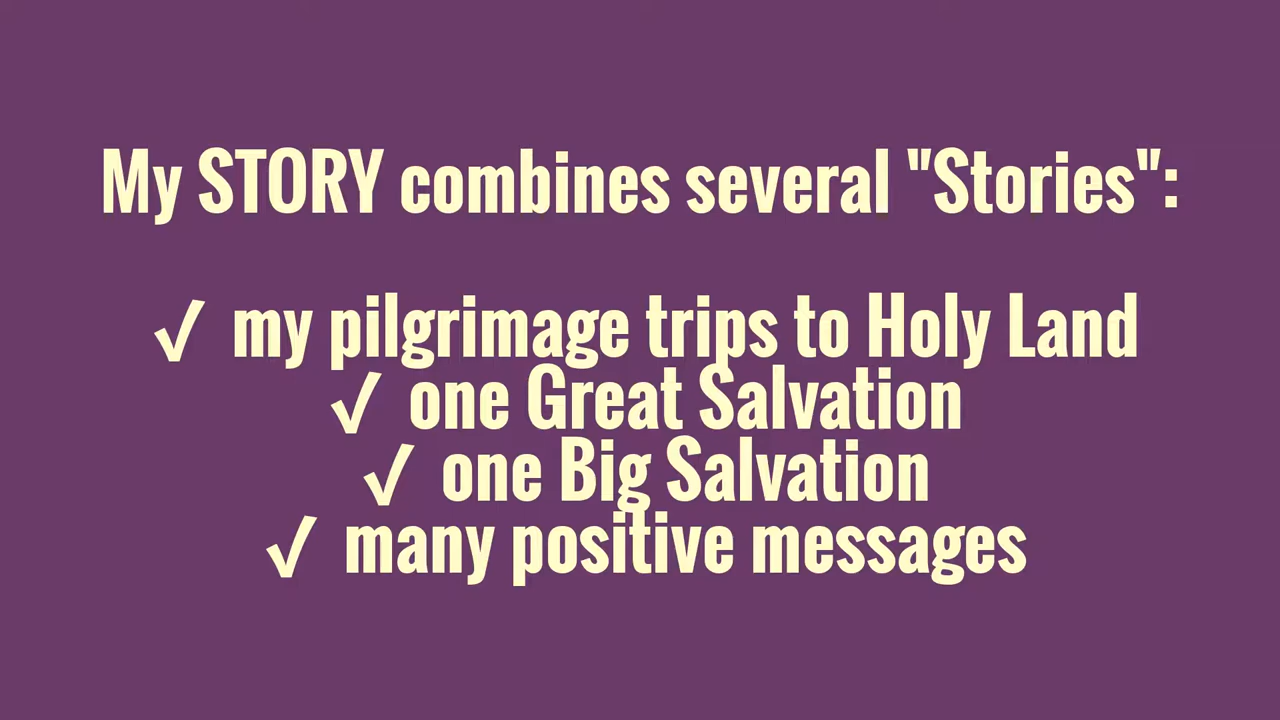 My STORY combines several "Stories":
✓ my pilgrimage trips to Holy Land
✓ one Great Salvation
✓ one Big Salvation
✓ many positive messages